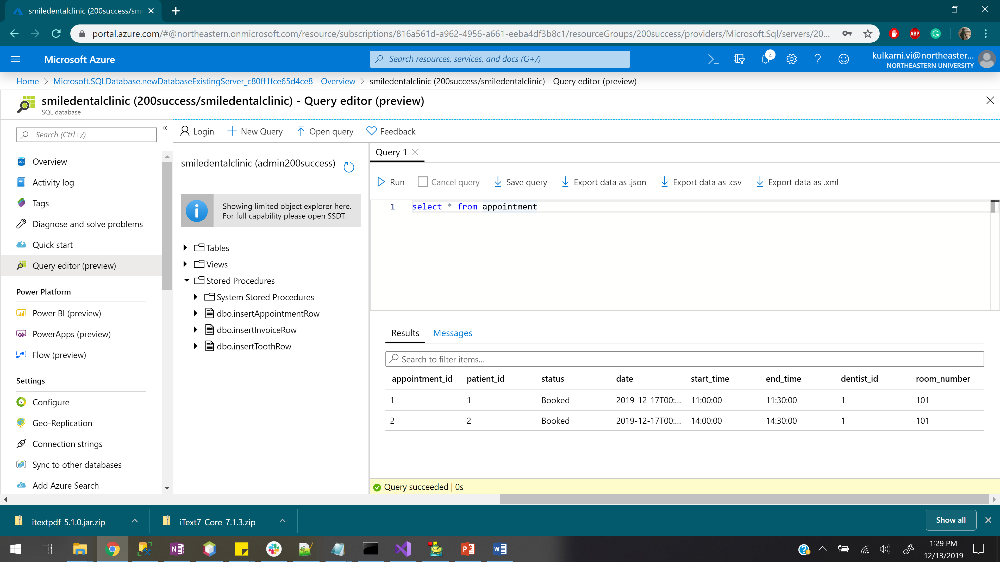 smiledentalclinic (200success/smi
portal.azure.com/#@northeastern.onmicrosoft.com/resource/subscriptions/816a561d-a962-4956-a661-eeba4df3b8c1/resourceGroups/200success/providers/Microsoft.Sql/servers/20...
ABP
G
Microsoft Azure
Search resources, services, and docs (G+/)
2
kulkarni.vi@northeaster...
NORTHEASTERN UNIVERSITY
Home > Microsoft.SQLDatabase.newDatabaseExistingServer_c80ff1fce65d4ce8 - Overview > smiledentalclinic (200success/smiledentalclinic) - Query editor (preview)
smiledentalclinic (200success/smiledentalclinic) - Query editor (preview)
SQL database
Search (Ctrl+/)
Overview
Activity log
Tags
Diagnose and solve problems
Quick start
Query editor (preview)
Power Platform
Power BI (preview)
PowerApps (preview)
Flow (preview)
Settings
Configure
Geo-Replication
Connection strings
Sync to other databases
Add Azure Search
Login
New Query
Open query
Feedback
smiledentalclinic (admin200success)
Showing limited object explorer here.
For full capability please open SSDT.
Tables
Views
Stored Procedures
System Stored Procedures
dbo.insertAppointmentRow
dbo.insertInvoiceRow
dbo.insertToothRow
Query 1
Run
Cancel query
Save query
Export data as .json
Export data as .csv
Export data as .xml
1 select * from appointment
Results
Messages
Search to filter items...
appointment_id patient_id status date start_time end_time dentist_id room_number
1 1 Booked 2019-12-17T00:... 11:00:00 11:30:00 1 101
2 2 Booked 2019-12-17T00:... 14:00:00 14:30:00 1 101
Query succeeded | 0s
itextpdf-5.1.0.jar.zip
iText7-Core-7.1.3.zip
Show all
1:29 PM
12/13/2019